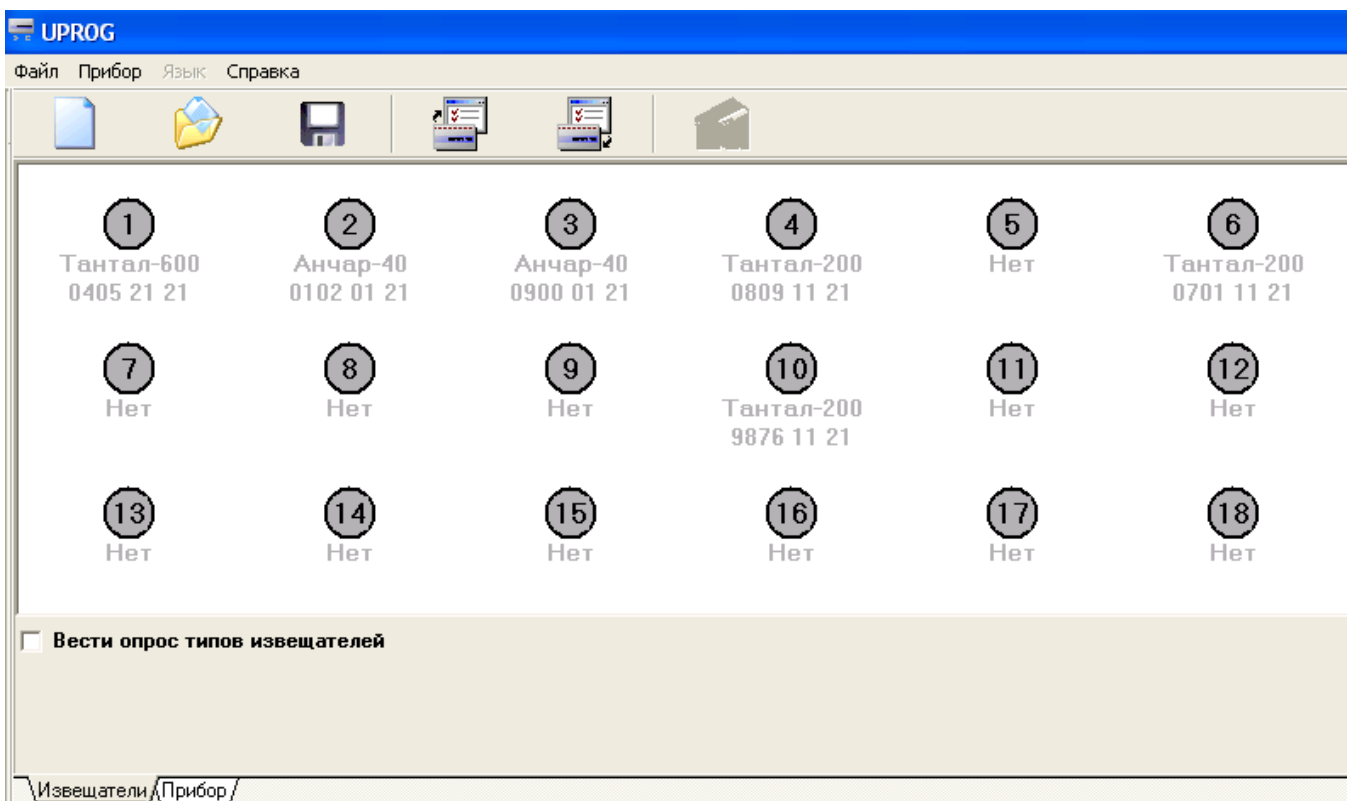 UPROG
Файл Прибор Язык Справка
1 2 3 4 5 6
Тантал-600 Анчар-40 Анчар-40 Тантал-200 Нет Тантал-200
0405 21 21 0102 01 21 0900 01 21 0809 11 21 0701 11 21
7 8 9 10 11 12
Нет Нет Нет Тантал-200 Нет Нет
9876 11 21
13 14 15 16 17 18
Нет Нет Нет Нет Нет Нет
Вести опрос типов извещателей
Извещатели Прибор